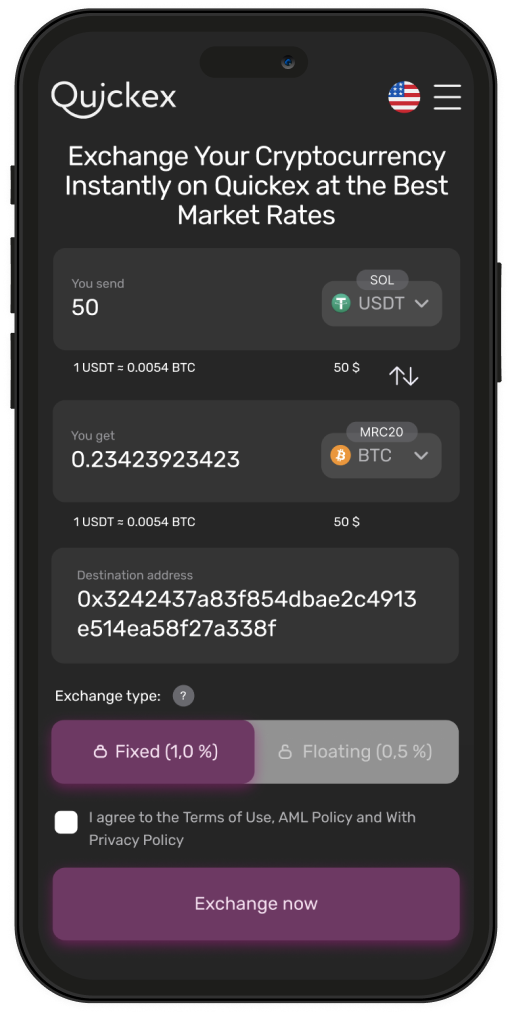 Quickex
Exchange Your Cryptocurrency
Instantly on Quickex at the Best
Market Rates
You send
50
SOL
USDT
1 USDT ≈ 0.0054 BTC
50 $
You get
0.23423923423
MRC20
BTC
1 USDT ≈ 0.0054 BTC
50 $
Destination address
0x3242437a83f854dbae2c4913
e514ea58f27a338f
Exchange type: ?
Fixed (1,0 %)
Floating (0,5 %)
I agree to the Terms of Use, AML Policy and With
Privacy Policy
Exchange now